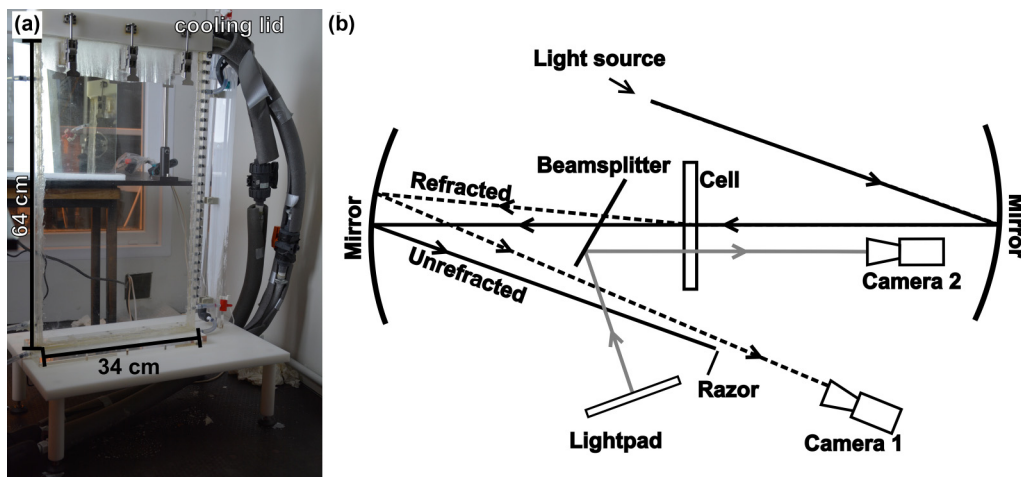 (a)
cooling lid
64 cm
34 cm
(b)
Light source
Beamsplitter
Cell
Refracted
Mirror
Mirror
Unrefracted
Camera 2
Razor
Lightpad
Camera 1